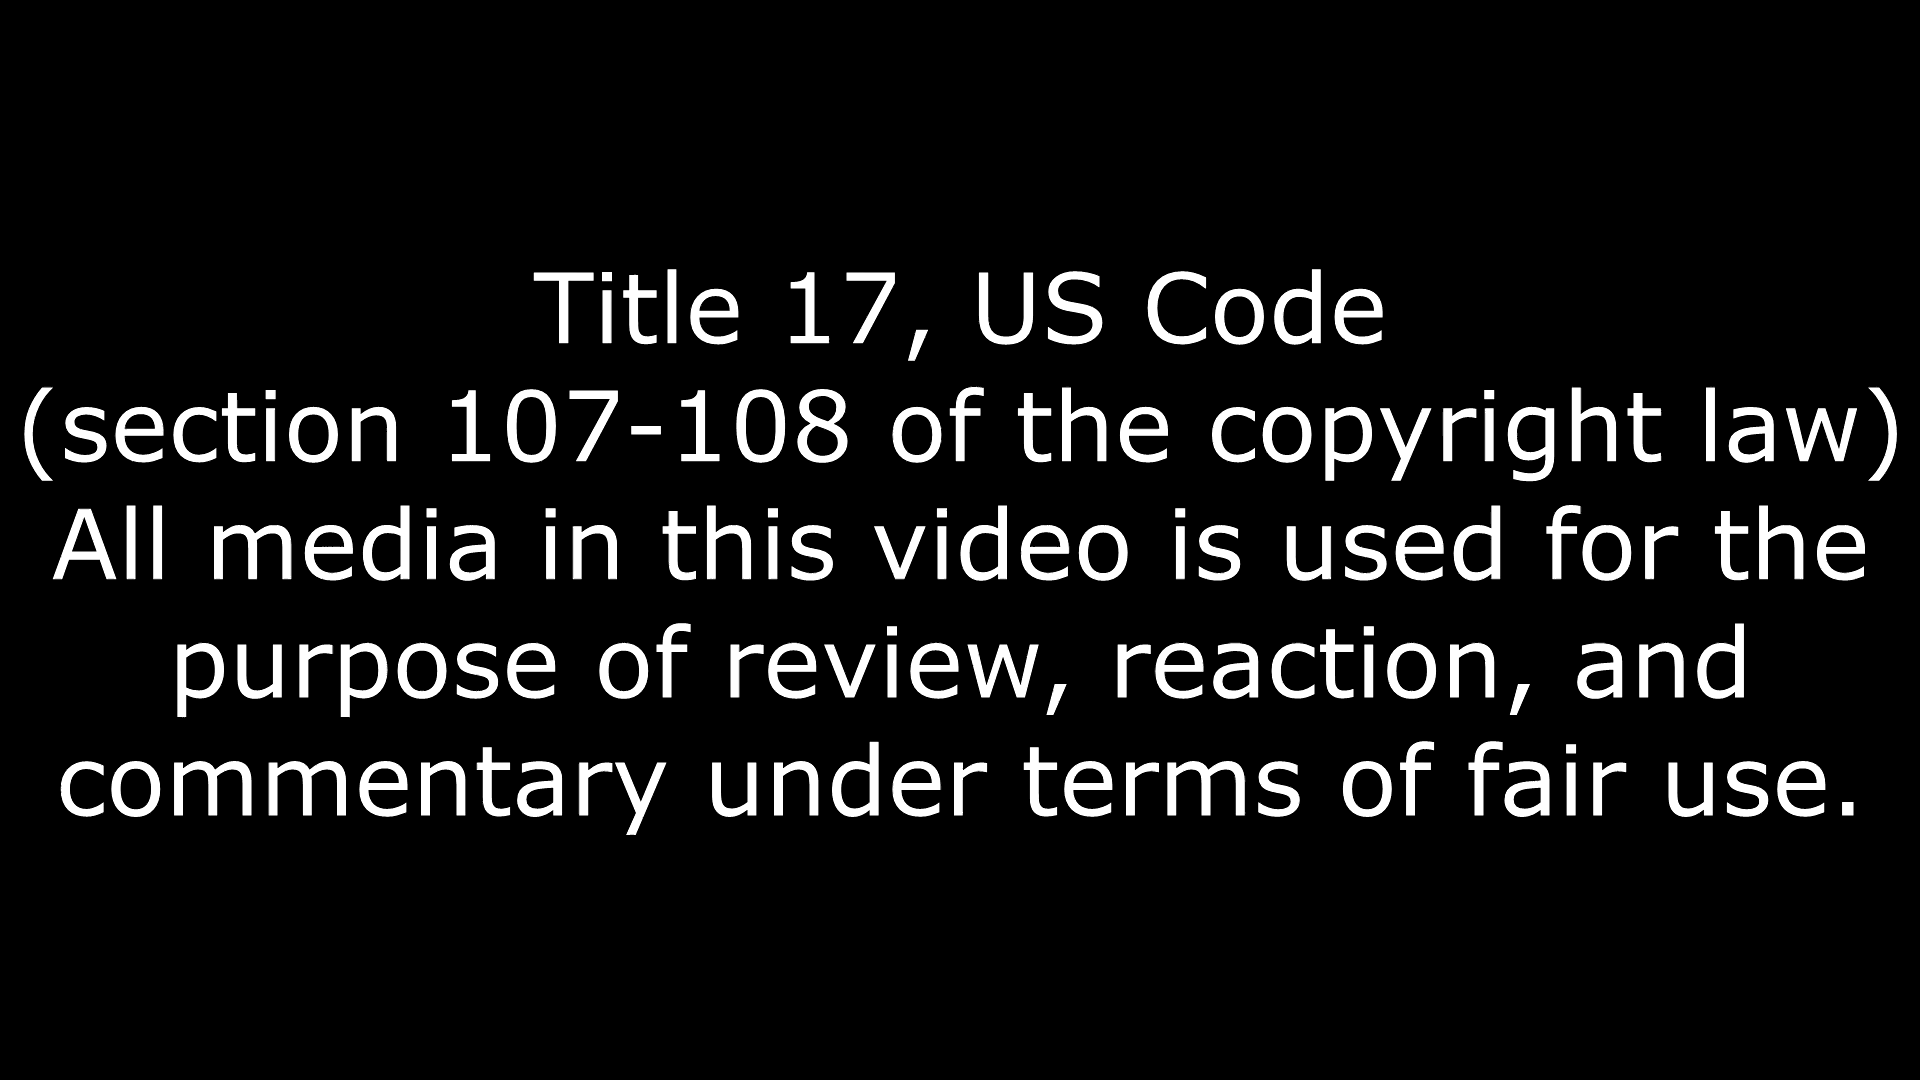 Title 17, US Code
(section 107-108 of the copyright law)
All media in this video is used for the
purpose of review, reaction, and
commentary under terms of fair use.